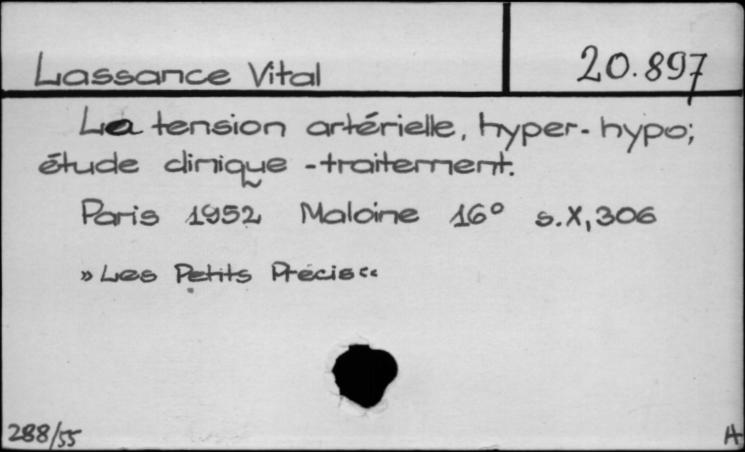 Lassance Vital
20.897
La tension artérielle, hyper-hypo;
étude clinique -traitement.
Paris 1952 Maloine 16° s.X,306
»Les Petits Précis«
288/55
H